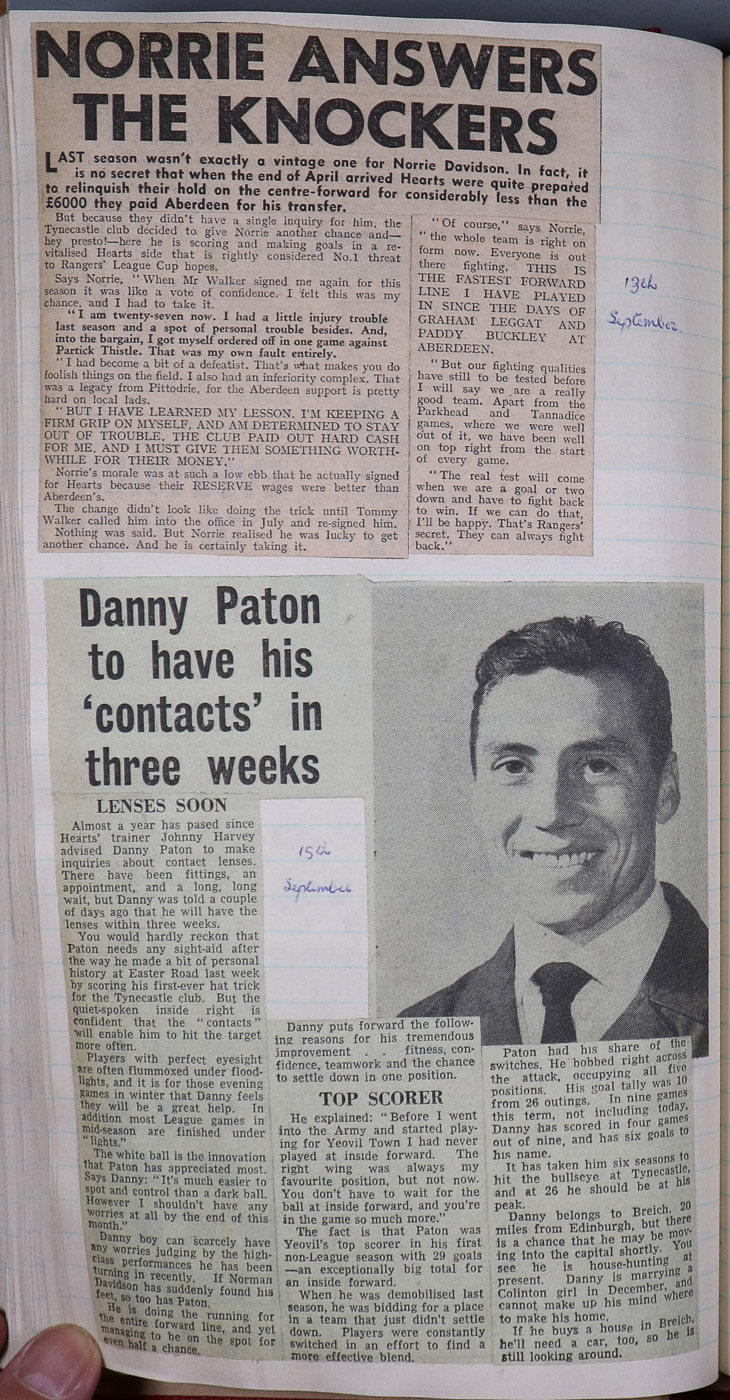 NORRIE ANSWERS
THE KNOCKERS
LAST season wasn't exactly a vintage one for Norrie Davidson. In fact, it
is no secret that when the end of April arrived Hearts were quite prepared
to relinquish their hold on the centre-forward for considerably less than the
£6000 they paid Aberdeen for his transfer.
But because they didn't have a single inquiry for him, the
Tynecastle club decided to give Norrie another chance and—
hey presto!—here he is scoring and making goals in a re-
vitalised Hearts side that is rightly considered No.1 threat
to Rangers' League Cup hopes.
Says Norrie, "When Mr Walker signed me again for this
season it was like a vote of confidence. I felt this was my
chance, and I had to take it.
"I am twenty-seven now. I had a little injury trouble
last season and a spot of personal trouble besides. And,
into the bargain, I got myself ordered off in one game against
Partick Thistle. That was my own fault entirely.
"I had become a bit of a defeatist. That's what makes you do
foolish things on the field. I also had an inferiority complex. That
was a legacy from Pittodrie, for the Aberdeen support is pretty
hard on local lads.
"BUT I HAVE LEARNED MY LESSON. I'M KEEPING A
FIRM GRIP ON MYSELF, AND AM DETERMINED TO STAY
OUT OF TROUBLE. THE CLUB PAID OUT HARD CASH
FOR ME, AND I MUST GIVE THEM SOMETHING WORTH-
WHILE FOR THEIR MONEY."
Norrie's morale was at such a low ebb that he actually signed
for Hearts because their RESERVE wages were better than
Aberdeen's.
The change didn't look like doing the trick until Tommy
Walker called him into the office in July and re-signed him.
Nothing was said. But Norrie realised he was lucky to get
another chance. And he is certainly taking it.
"Of course," says Norrie,
"the whole team is right on
form now. Everyone is out
there fighting. THIS IS
THE FASTEST FORWARD
LINE I HAVE PLAYED
IN SINCE THE DAYS OF
GRAHAM LEGGAT AND
PADDY BUCKLEY AT
ABERDEEN.
"But our fighting qualities
have still to be tested before
I will say we are a really
good team. Apart from the
Parkhead and Tannadice
games, where we were well
out of it, we have been well
on top right from the start
of every game.
"The real test will come
when we are a goal or two
down and have to fight back
to win. If we can do that,
I'll be happy. That's Rangers'
secret. They can always fight
back."
13th
September.
Danny Paton
to have his
'contacts' in
three weeks
LENSES SOON
Almost a year has pased since
Hearts' trainer Johnny Harvey
advised Danny Paton to make
inquiries about contact lenses.
There have been fittings, an
appointment, and a long, long
wait, but Danny was told a couple
of days ago that he will have the
lenses within three weeks.
You would hardly reckon that
Paton needs any sight-aid after
the way he made a bit of personal
history at Easter Road last week
by scoring his first-ever hat trick
for the Tynecastle club. But the
quiet-spoken inside right is
confident that the "contacts"
will enable him to hit the target
more often.
Players with perfect eyesight
are often flummoxed under flood-
lights, and it is for those evening
games in winter that Danny feels
they will be a great help. In
addition most League games in
mid-season are finished under
"lights."
The white ball is the innovation
that Paton has appreciated most.
Says Danny: "It's much easier to
spot and control than a dark ball.
However I shouldn't have any
worries at all by the end of this
month."
Danny boy can scarcely have
any worries judging by the high-
class performances he has been
turning in recently. If Norman
Davidson has suddenly found his
feet, so too has Paton.
He is doing the running for
the entire forward line, and yet
managing to be on the spot for
even half a chance.
15th
September
Danny puts forward the follow-
ing reasons for his tremendous
improvement . . fitness, con-
fidence, teamwork and the chance
to settle down in one position.
TOP SCORER
He explained: "Before I went
into the Army and started play-
ing for Yeovil Town I had never
played at inside forward. The
right wing was always my
favourite position, but not now.
You don't have to wait for the
ball at inside forward, and you're
in the game so much more."
The fact is that Paton was
Yeovil's top scorer in his first
non-League season with 29 goals
—an exceptionally big total for
an inside forward.
When he was demobilised last
season, he was bidding for a place
in a team that just didn't settle
down. Players were constantly
switched in an effort to find a
more effective blend.
Paton had his share of the
switches. He bobbed right across
the attack, occupying all five
positions. His goal tally was 10
from 26 outings. In nine games
this term, not including today,
Danny has scored in four games
out of nine, and has six goals to
his name.
It has taken him six seasons to
hit the bullseye at Tynecastle,
and at 26 he should be at his
peak.
Danny belongs to Breich, 20
miles from Edinburgh, but there
is a chance that he may be mov-
ing into the capital shortly. You
see he is house-hunting at
present. Danny is marrying a
Colinton girl in December, and
cannot make up his mind where
to make his home.
If he buys a house in Breich,
he'll need a car, too, so he is
still looking around.